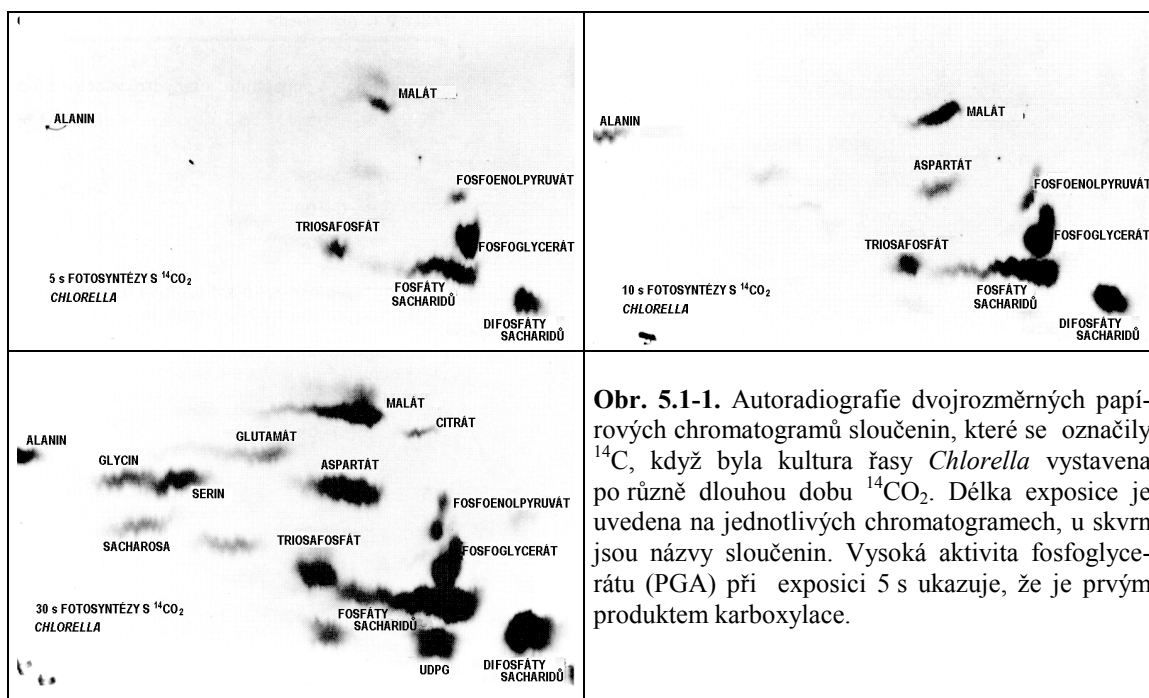 MALÁT
ALANIN
FOSFOENOLPYRUVÁT
TRIOSAFOSFÁT
FOSFOGLYCERÁT
5 s FOTOSYNTÉZY S ¹⁴CO₂
CHLORELLA
FOSFÁTY
SACHARIDŮ
DIFOSFÁTY
SACHARIDŮ
ALANIN
MALÁT
ASPARTÁT
FOSFOENOLPYRUVÁT
TRIOSAFOSFÁT
FOSFOGLYCERÁT
10 s FOTOSYNTÉZY S ¹⁴CO₂
CHLORELLA
FOSFÁTY
SACHARIDŮ
DIFOSFÁTY
SACHARIDŮ
MALÁT
CITRÁT
ALANIN
GLUTAMÁT
GLYCIN
ASPARTÁT
SERIN
FOSFOENOLPYRUVÁT
SACHAROSA
TRIOSAFOSFÁT
FOSFOGLYCERÁT
30 s FOTOSYNTÉZY S ¹⁴CO₂
CHLORELLA
FOSFÁTY
SACHARIDŮ
UDPG
DIFOSFÁTY
SACHARIDŮ
Obr. 5.1-1. Autoradiografie dvojrozměrných papí-
rových chromatogramů sloučenin, které se označily
¹⁴C, když byla kultura řasy Chlorella vystavena
po různě dlouhou dobu ¹⁴CO₂. Délka exposice je
uvedena na jednotlivých chromatogramech, u skvrn
jsou názvy sloučenin. Vysoká aktivita fosfoglyce-
rátu (PGA) při exposici 5 s ukazuje, že je prvým
produktem karboxylace.